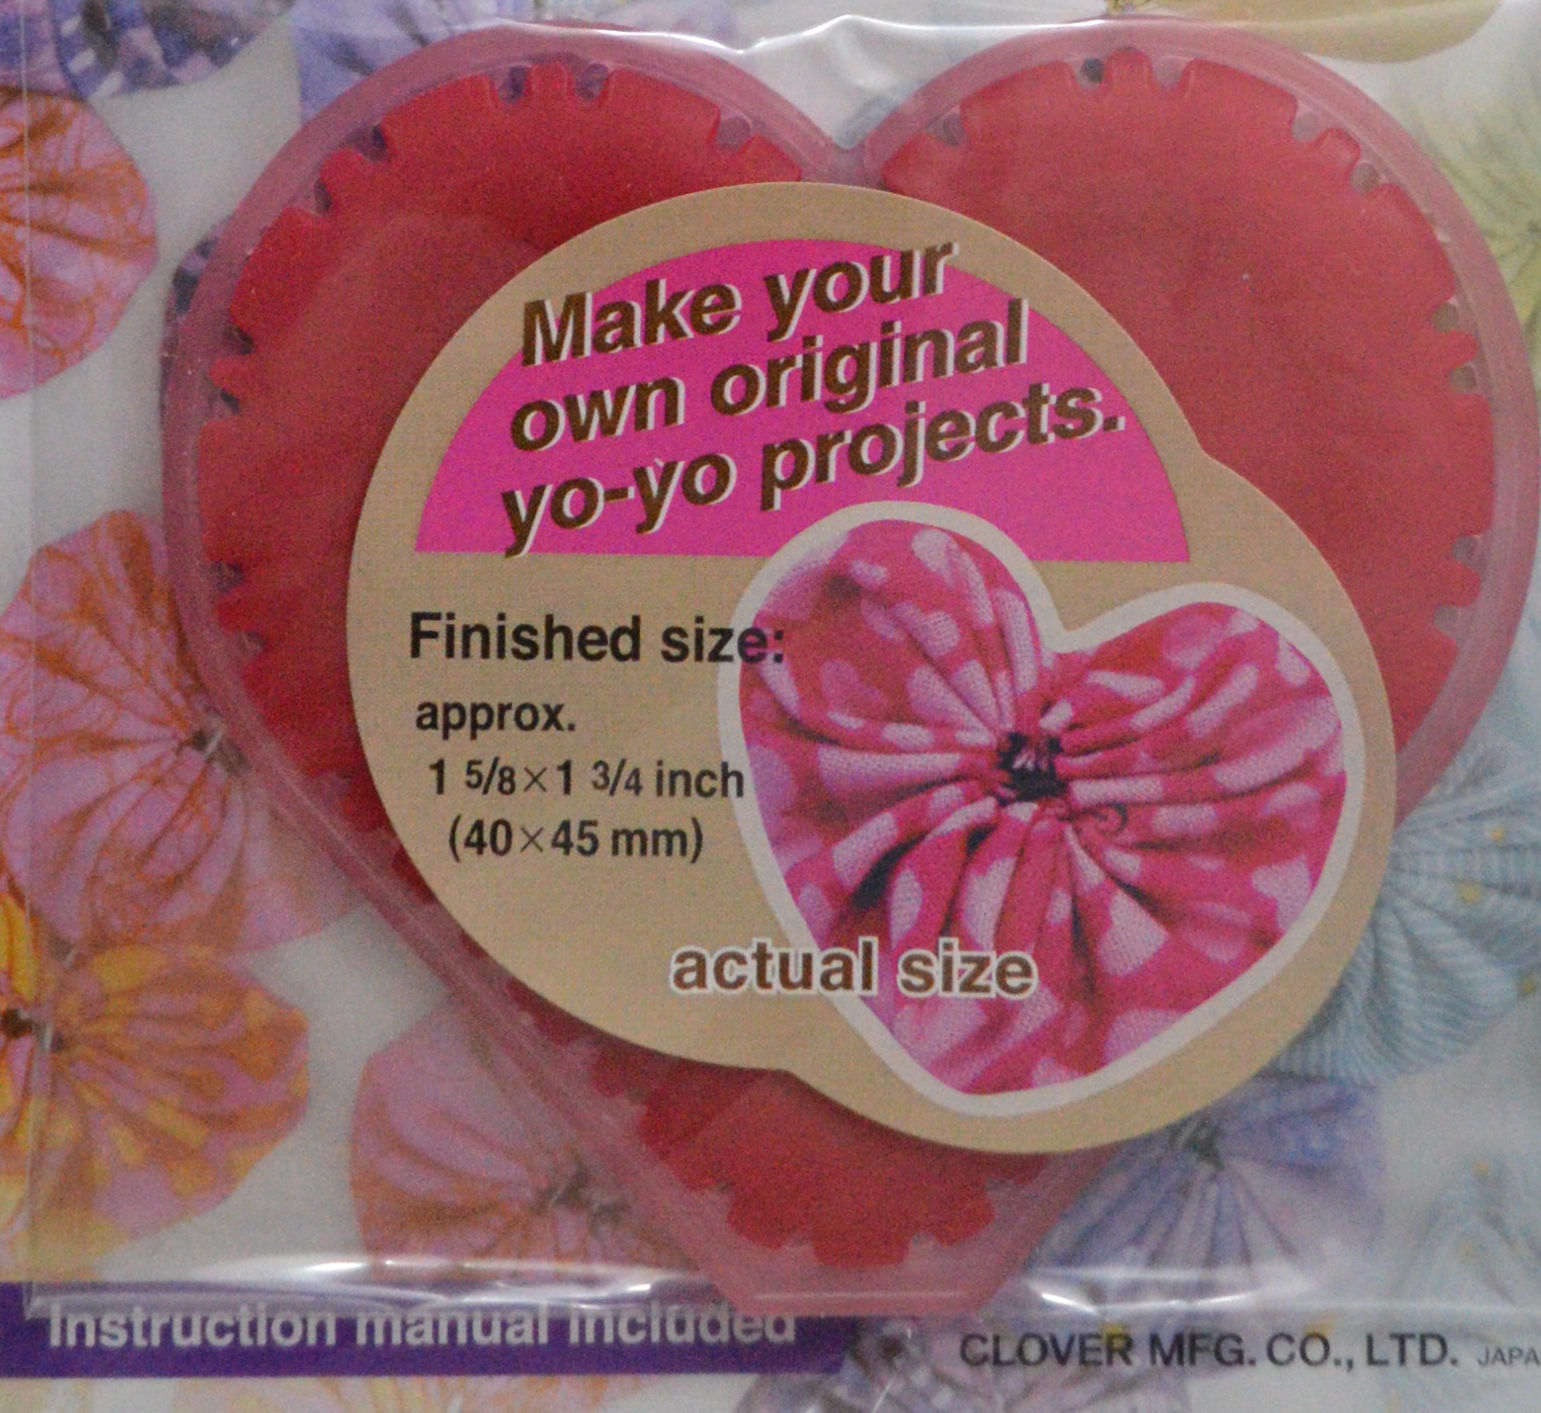 Make your
own original
yo-yo projects.
Finished size:
approx.
1 5/8×1 3/4 inch
(40×45 mm)
actual size
Instruction manual included
CLOVER MFG. CO., LTD. JAPA